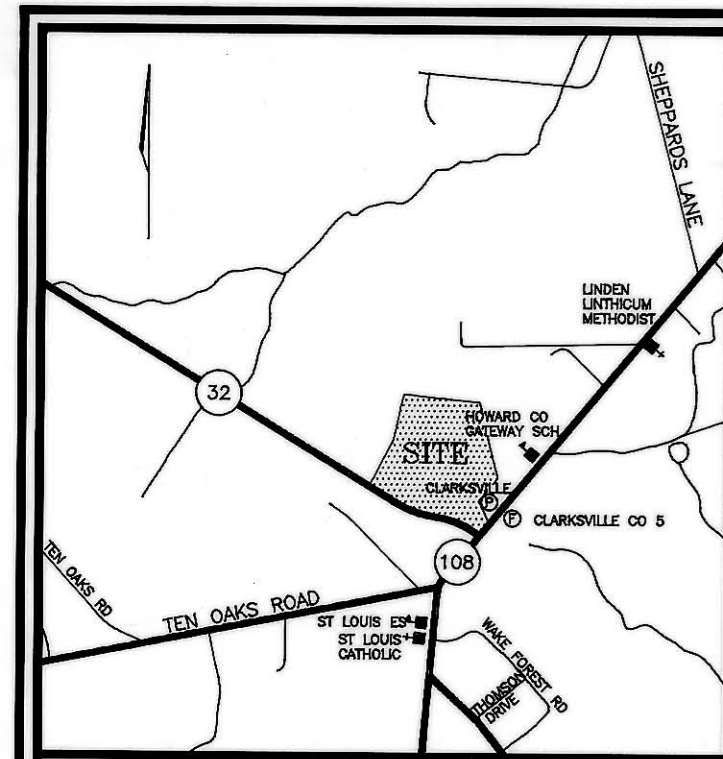 SHEPPARDS LANE
LINDEN
LINTHICUM
METHODIST
32
HOWARD CO
GATEWAY SCH
SITE
CLARKSVILLE
P
F
CLARKSVILLE CO 5
108
TEN OAKS RD
TEN OAKS ROAD
ST LOUIS ES
ST LOUIS
CATHOLIC
WAKE FOREST RD
THOMSON
DRIVE